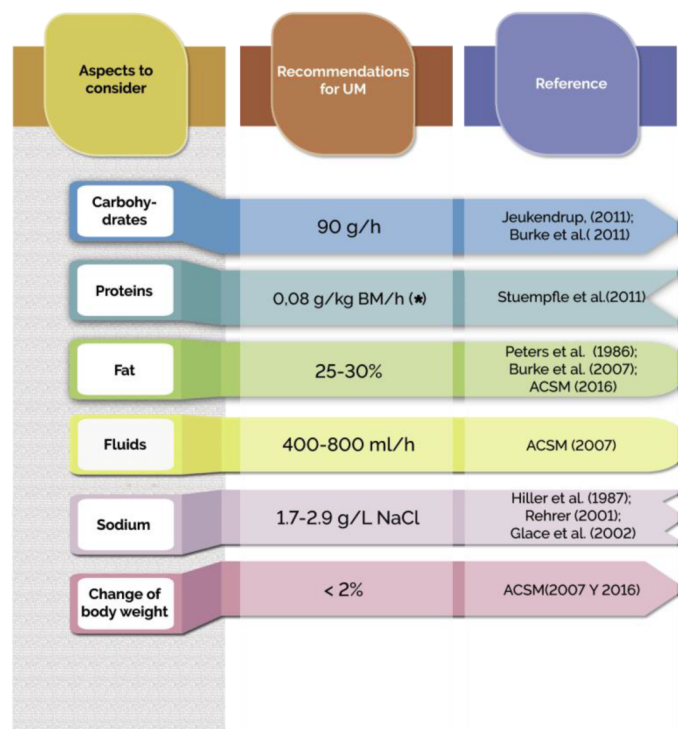 Aspects to
consider
Recommendations
for UM
Reference
Carbohy-
drates
90 g/h
Jeukendrup, (2011);
Burke et al.( 2011)
Proteins
0,08 g/kg BM/h (*)
Stuempfle et al.(2011)
Fat
25-30%
Peters et al. (1986);
Burke et al. (2007);
ACSM (2016)
Fluids
400-800 ml/h
ACSM (2007)
Sodium
1.7-2.9 g/L NaCl
Hiller et al. (1987);
Rehrer (2001);
Glace et al. (2002)
Change of
body weight
< 2%
ACSM(2007 Y 2016)